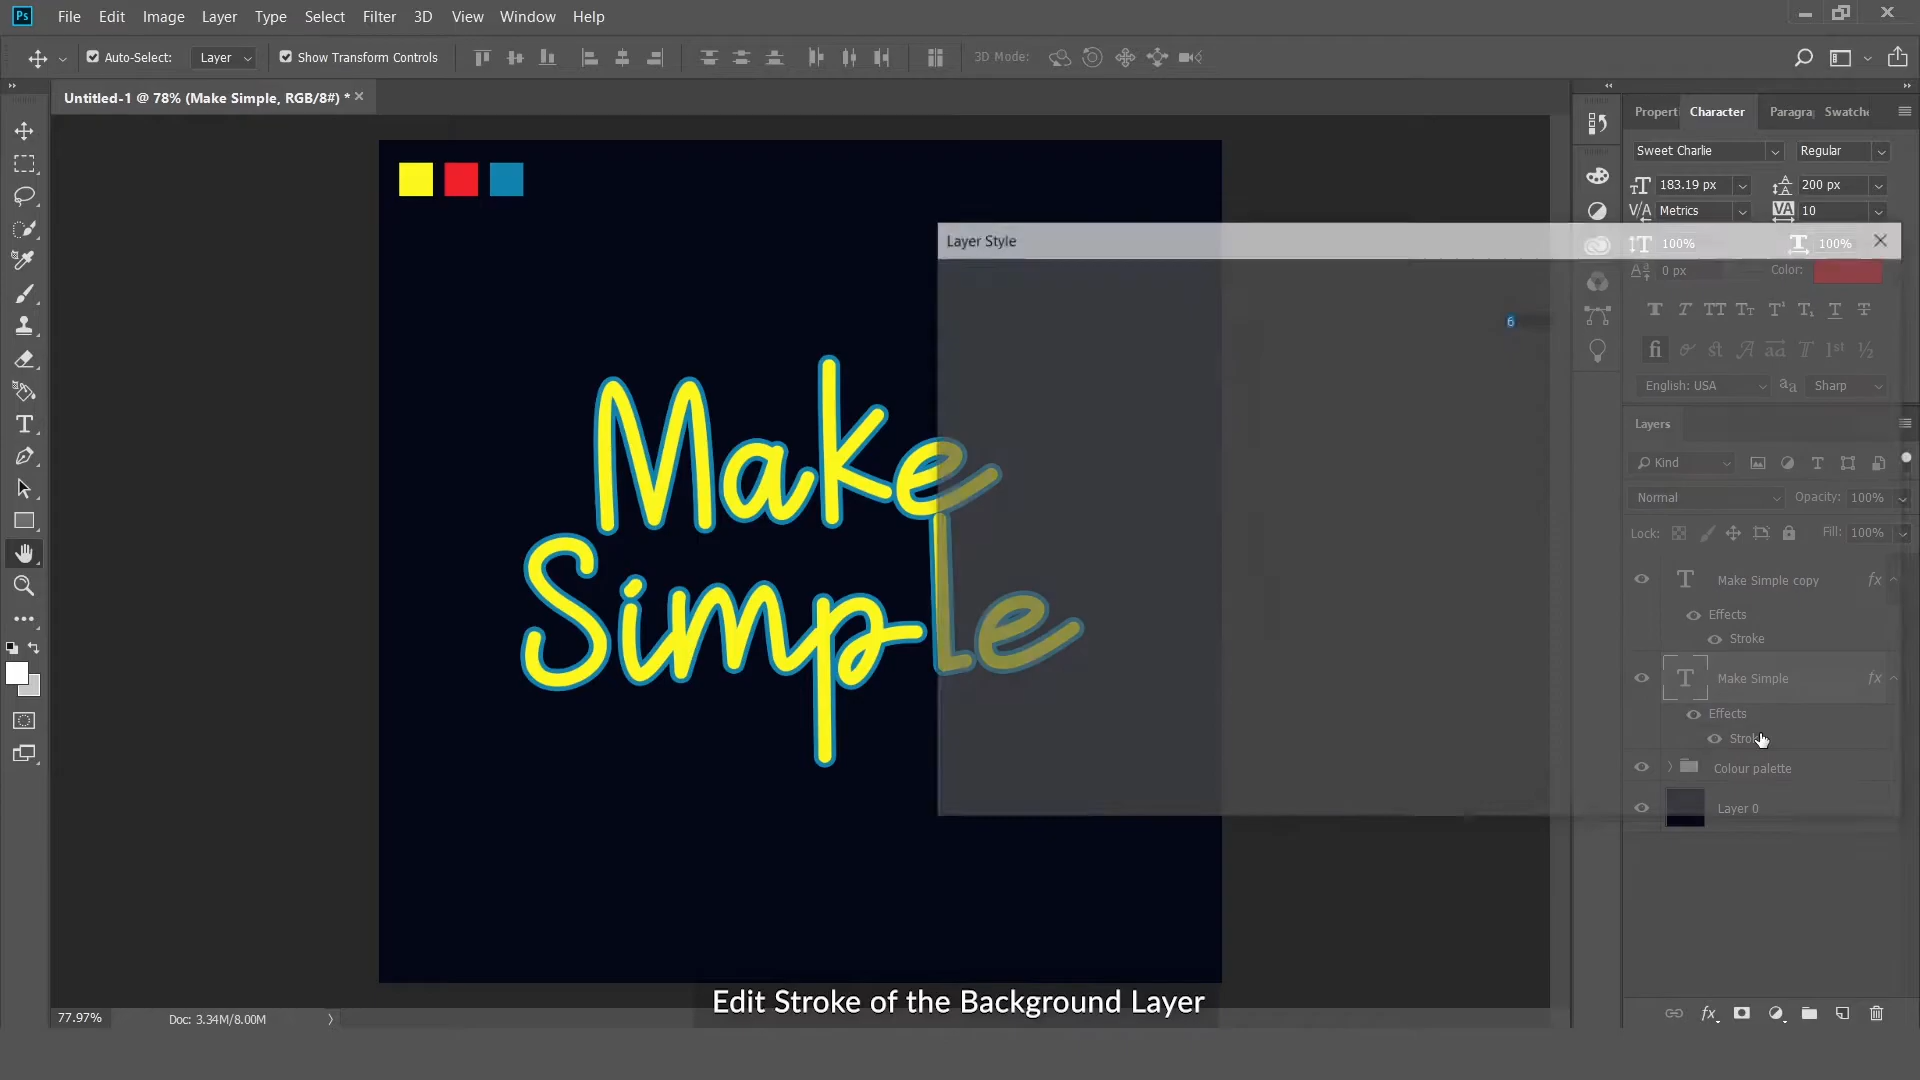 Ps File Edit Image Layer Type Select Filter 3D View Window Help
Auto-Select: Layer Show Transform Controls 3D Mode:
Untitled-1 @ 78% (Make Simple, RGB/8#) *
Properti Character Paragra Swatche
Sweet Charlie Regular
183.19 px 200 px
Metrics 10
Layer Style
100% 100%
0 px Color:
6
English: USA Sharp
Make
Simple
Layers
Kind
Normal Opacity: 100%
Lock: Fill: 100%
Make Simple copy fx
Effects
Stroke
Make Simple fx
Effects
Stroke
Colour palette
Layer 0
Edit Stroke of the Background Layer
77.97% Doc: 3.34M/8.00M
fx